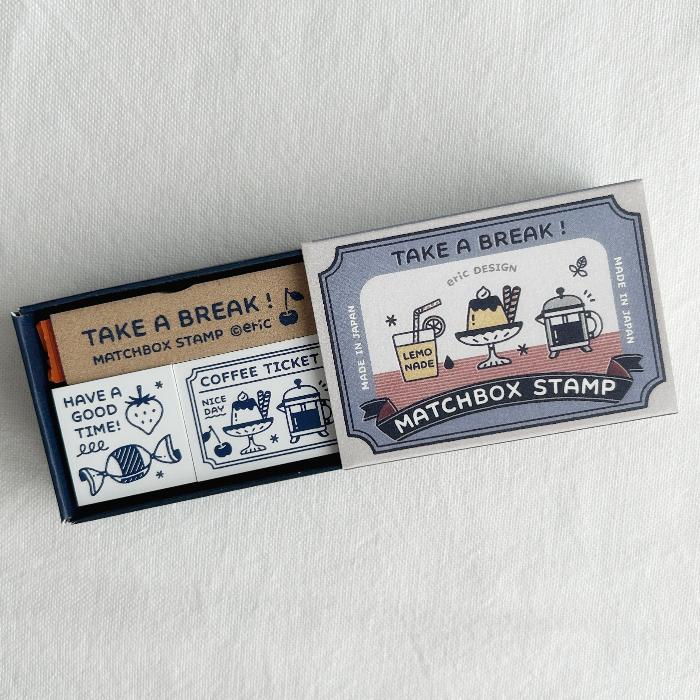 TAKE A BREAK!
eric DESIGN
MADE IN JAPAN
MADE IN JAPAN
LEMO
NADE
MATCHBOX STAMP
TAKE A BREAK!
MATCHBOX STAMP ©eric
HAVE A
GOOD
TIME!
COFFEE TICKET
NICE
DAY